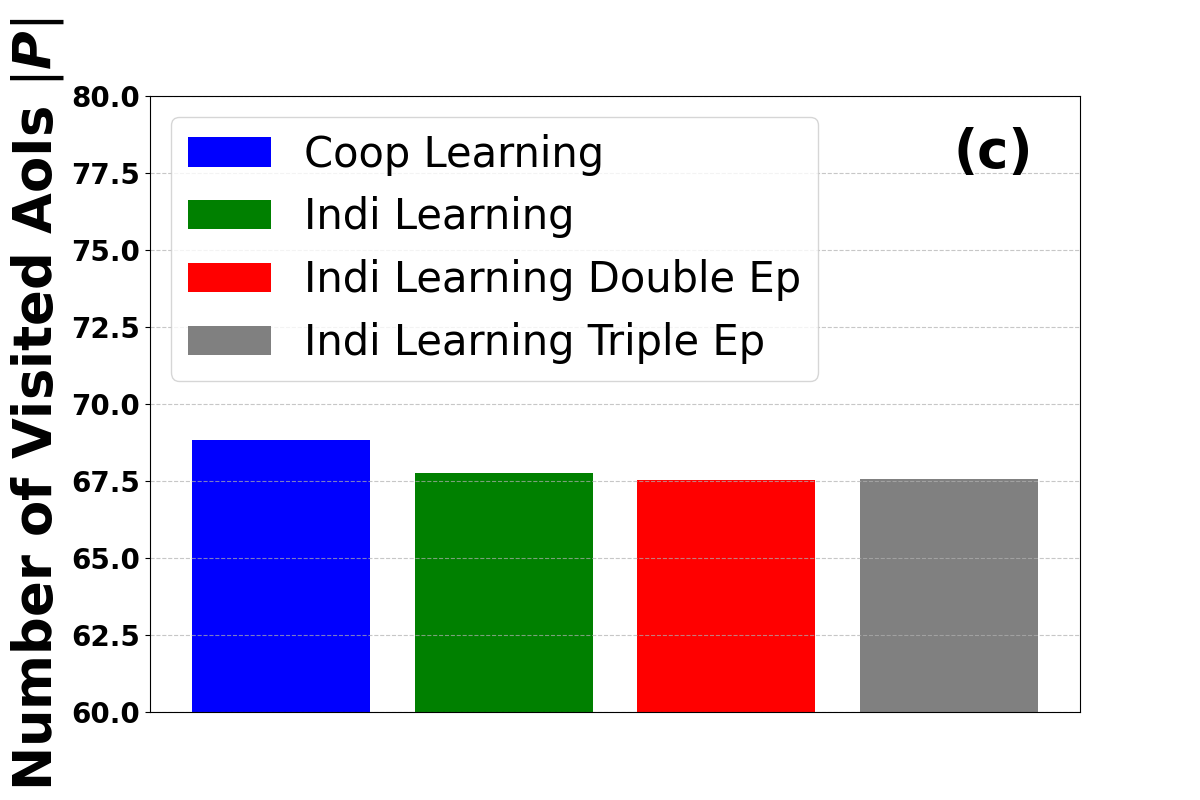 Number of Visited AoIs |P|
80.0
77.5
75.0
72.5
70.0
67.5
65.0
62.5
60.0
Coop Learning
Indi Learning
Indi Learning Double Ep
Indi Learning Triple Ep
(c)